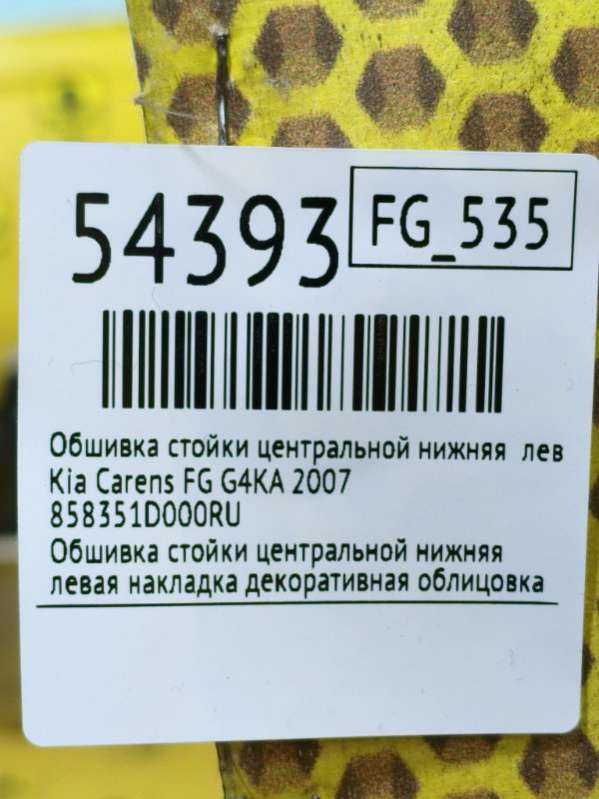 54393
FG_535
Обшивка стойки центральной нижняя лев
Kia Carens FG G4KA 2007
858351D000RU
Обшивка стойки центральной нижняя
левая накладка декоративная облицовка